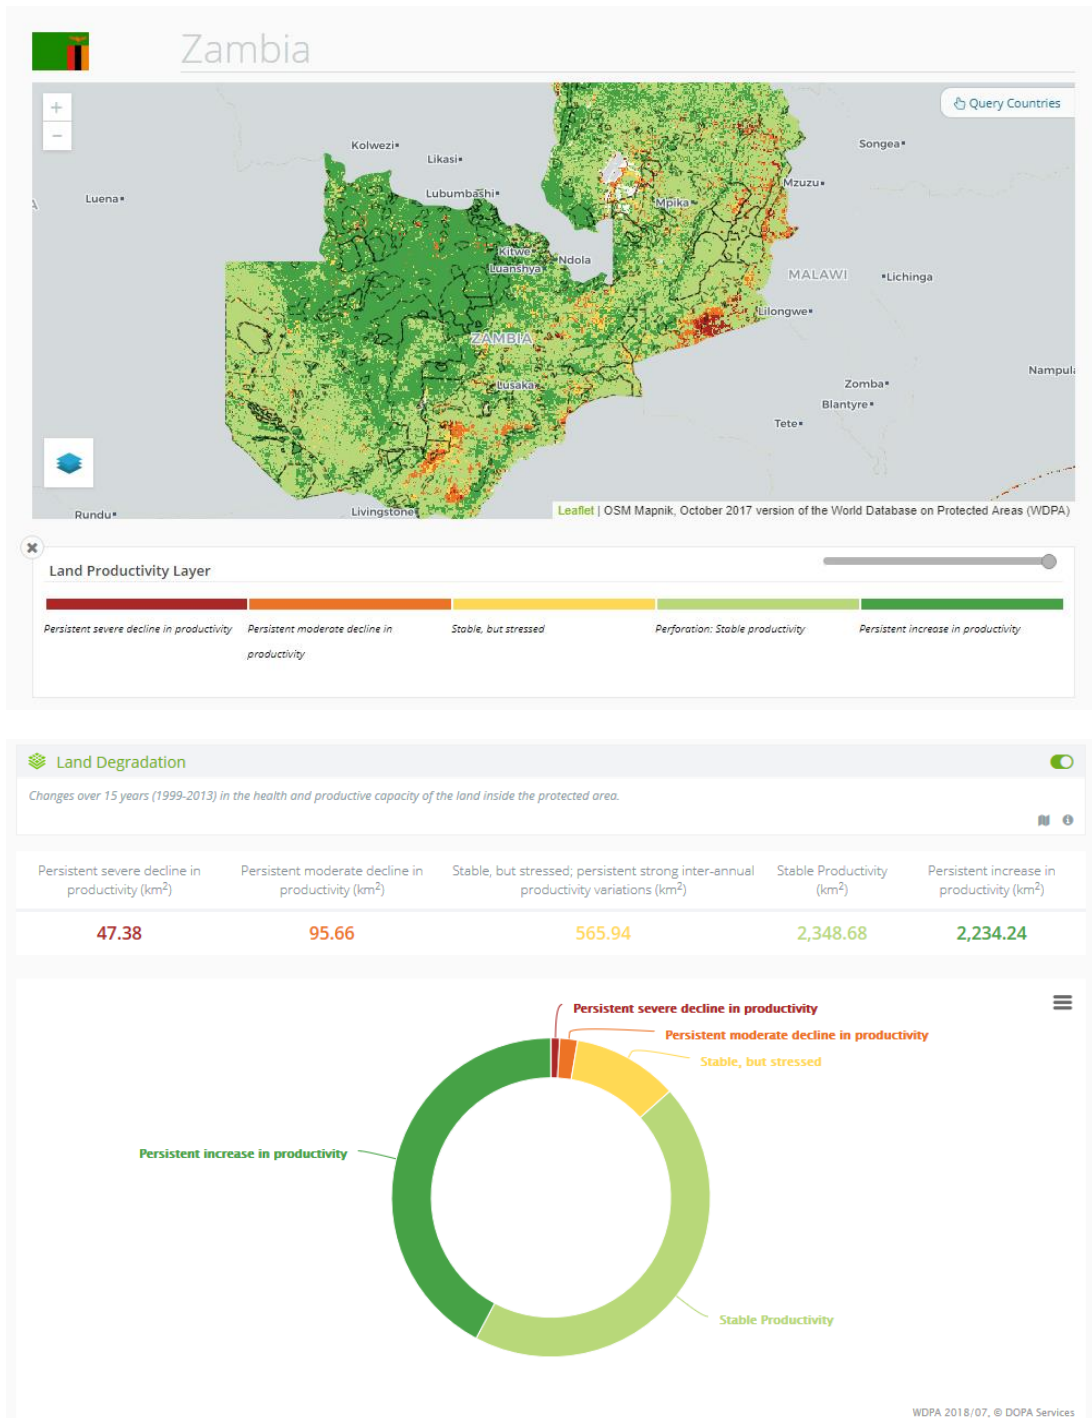 Zambia
+
−
Query Countries
Kolwezi
Likasi
Songea
Luena
Lubumbashi
Mzuzu
Mpika
Kitwe
Ndola
Luanshya
MALAWI
Lichinga
Lilongwe
ZAMBIA
Nampula
Lusaka
Zomba
Blantyre
Tete
Rundu
Livingstone
Leaflet | OSM Mapnik, October 2017 version of the World Database on Protected Areas (WDPA)
Land Productivity Layer
Persistent severe decline in productivity
Persistent moderate decline in
productivity
Stable, but stressed
Perforation: Stable productivity
Persistent increase in productivity
Land Degradation
Changes over 15 years (1999-2013) in the health and productive capacity of the land inside the protected area.
Persistent severe decline in
productivity (km²)
Persistent moderate decline in
productivity (km²)
Stable, but stressed; persistent strong inter-annual
productivity variations (km²)
Stable Productivity
(km²)
Persistent increase in
productivity (km²)
47.38
95.66
565.94
2,348.68
2,234.24
Persistent severe decline in productivity
Persistent moderate decline in productivity
Stable, but stressed
Persistent increase in productivity
Stable Productivity
WDPA 2018/07, © DOPA Services